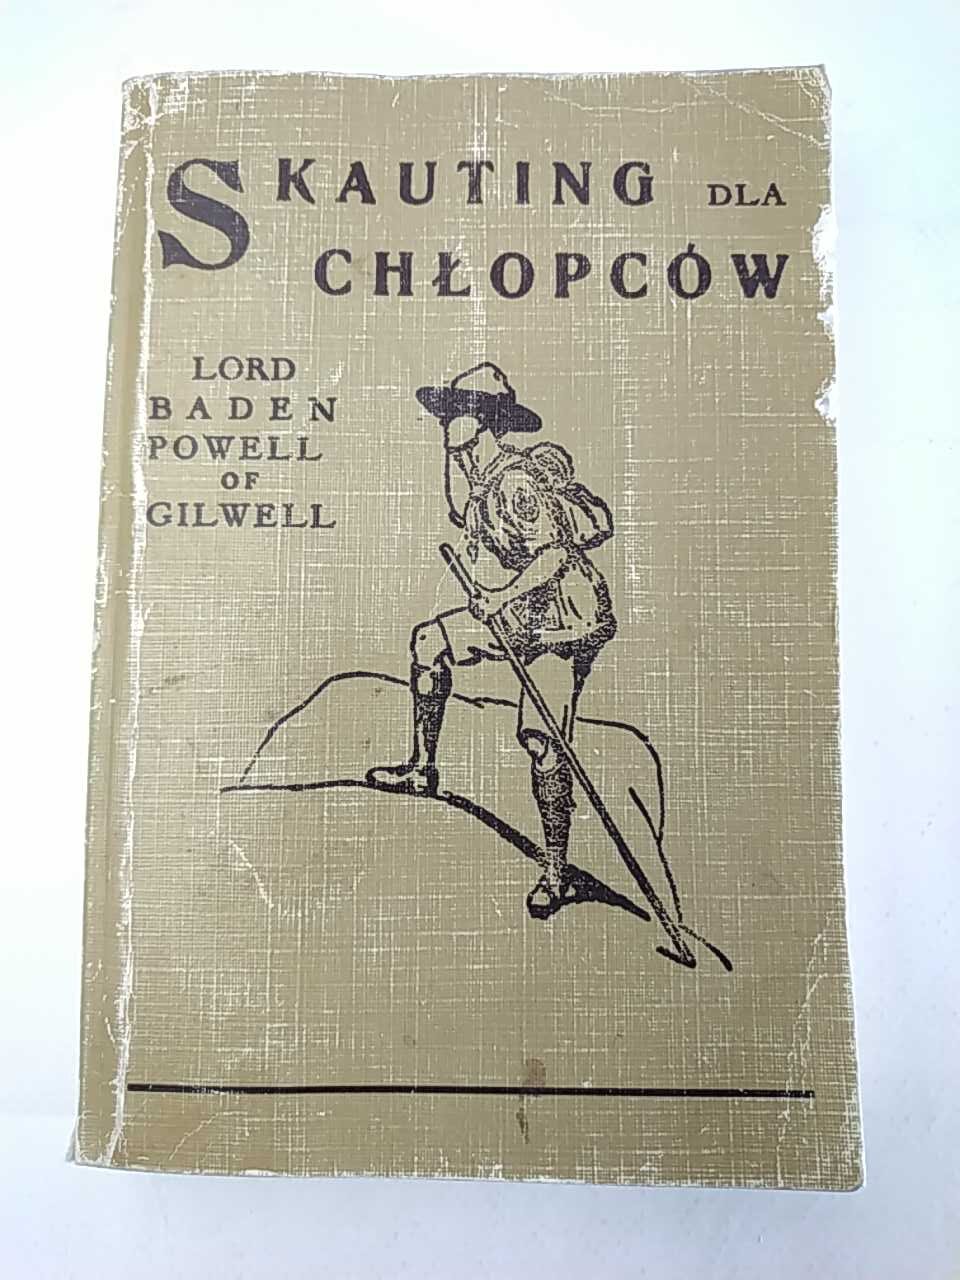 SKAUTING DLA
CHŁOPCÓW
LORD
BADEN
POWELL
OF
GILWELL